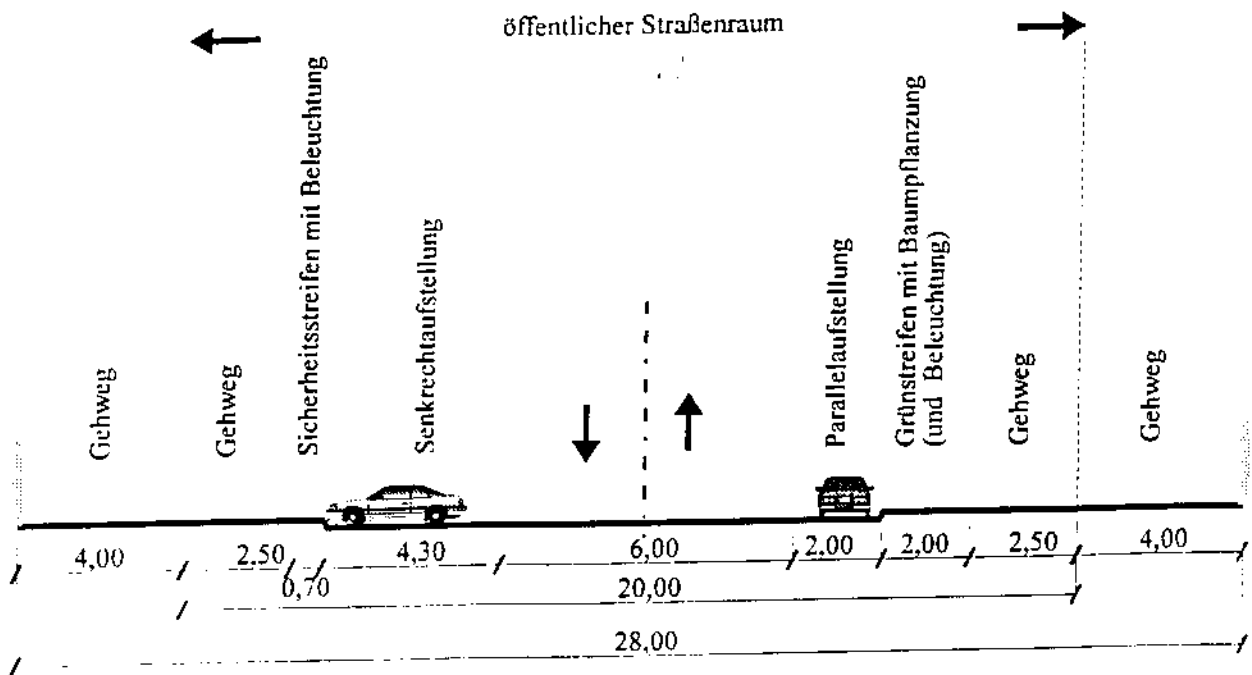 öffentlicher Straßenraum
Gehweg
Gehweg
Sicherheitsstreifen mit Beleuchtung
Senkrechtaufstellung
Parallelaufstellung
Grünstreifen mit Baumpflanzung
(und Beleuchtung)
Gehweg
Gehweg
4,00 2.50 4,30 6,00 2,00 2,00 2,50 4,00
0,70 20,00
28,00